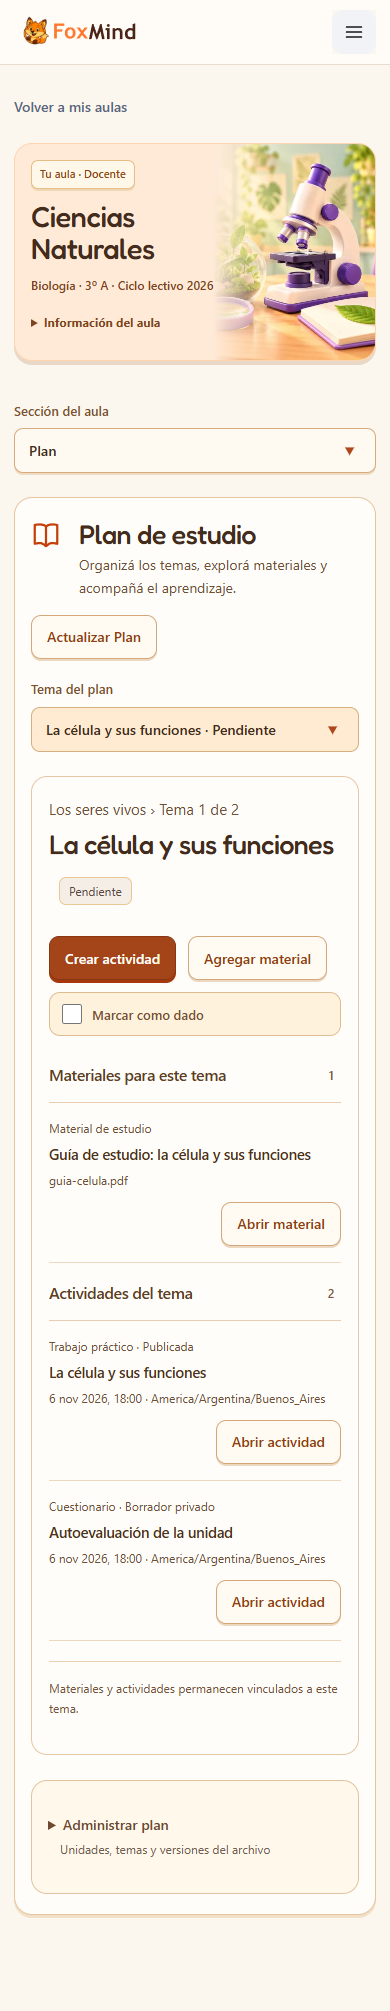 FoxMind
Volver a mis aulas
Tu aula · Docente
Ciencias
Naturales
Biología · 3º A · Ciclo lectivo 2026
▶ Información del aula
Sección del aula
Plan ▼
Plan de estudio
Organizá los temas, explorá materiales y
acompañá el aprendizaje.
Actualizar Plan
Tema del plan
La célula y sus funciones · Pendiente ▼
Los seres vivos › Tema 1 de 2
La célula y sus funciones
Pendiente
Crear actividad Agregar material
Marcar como dado
Materiales para este tema 1
Material de estudio
Guía de estudio: la célula y sus funciones
guia-celula.pdf
Abrir material
Actividades del tema 2
Trabajo práctico · Publicada
La célula y sus funciones
6 nov 2026, 18:00 · America/Argentina/Buenos_Aires
Abrir actividad
Cuestionario · Borrador privado
Autoevaluación de la unidad
6 nov 2026, 18:00 · America/Argentina/Buenos_Aires
Abrir actividad
Materiales y actividades permanecen vinculados a este
tema.
▶ Administrar plan
Unidades, temas y versiones del archivo